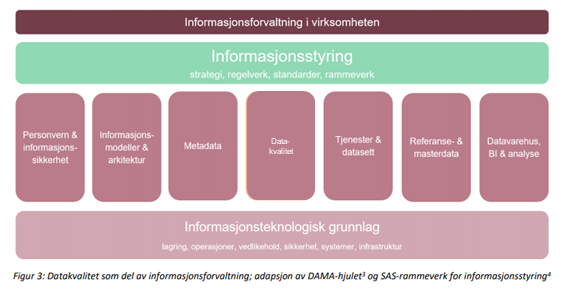 Informasjonsforvaltning i virksomheten
Informasjonsstyring
strategi, regelverk, standarder, rammeverk
Personvern &
informasjons-
sikkerhet
Informasjons-
modeller &
arkitektur
Metadata
Data-
kvalitet
Tjenester &
datasett
Referanse- &
masterdata
Datavarehus,
BI & analyse
Informasjonsteknologisk grunnlag
lagring, operasjoner, vedlikehold, sikkerhet, systemer, infrastruktur
Figur 3: Datakvalitet som del av informasjonsforvaltning; adapsjon av DAMA-hjulet³ og SAS-rammeverk for informasjonsstyring⁴